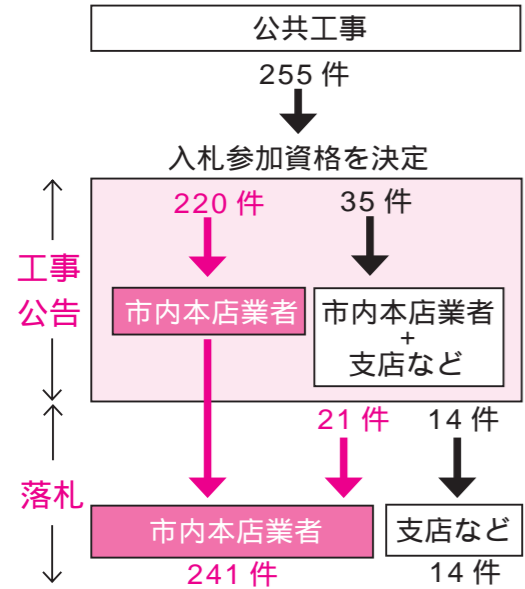 公共工事
255 件
入札参加資格を決定
220 件
35 件
工事
公告
市内本店業者
市内本店業者
+
支店など
21 件
14 件
落札
市内本店業者
支店など
241 件
14 件